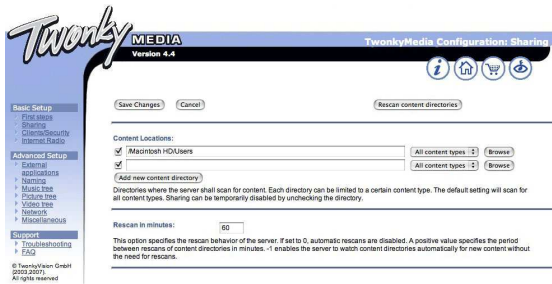 Twonky
MEDIA
Version 4.4
TwonkyMedia Configuration: Sharing
Save Changes
Cancel
Rescan content directories
Basic Setup
First steps
Sharing
Clients/Security
Internet Radio
Advanced Setup
External
applications
Naming
Music tree
Picture tree
Video tree
Network
Miscellaneous
Support
Troubleshooting
FAQ
© TwonkyVision GmbH
(2003,2007).
All rights reserved
Content Locations:
/Macintosh HD/Users
All content types
Browse
All content types
Browse
Add new content directory
Directories where the server shall scan for content. Each directory can be limited to a certain content type. The default setting will scan for
all content types. Sharing can be temporarily disabled by unchecking the directory.
Rescan in minutes:
60
This option specifies the rescan behavior of the server. If set to 0, automatic rescans are disabled. A positive value specifies the period
between rescans of content directories in minutes. -1 enables the server to watch content directories automatically for new content without
the need for rescans.